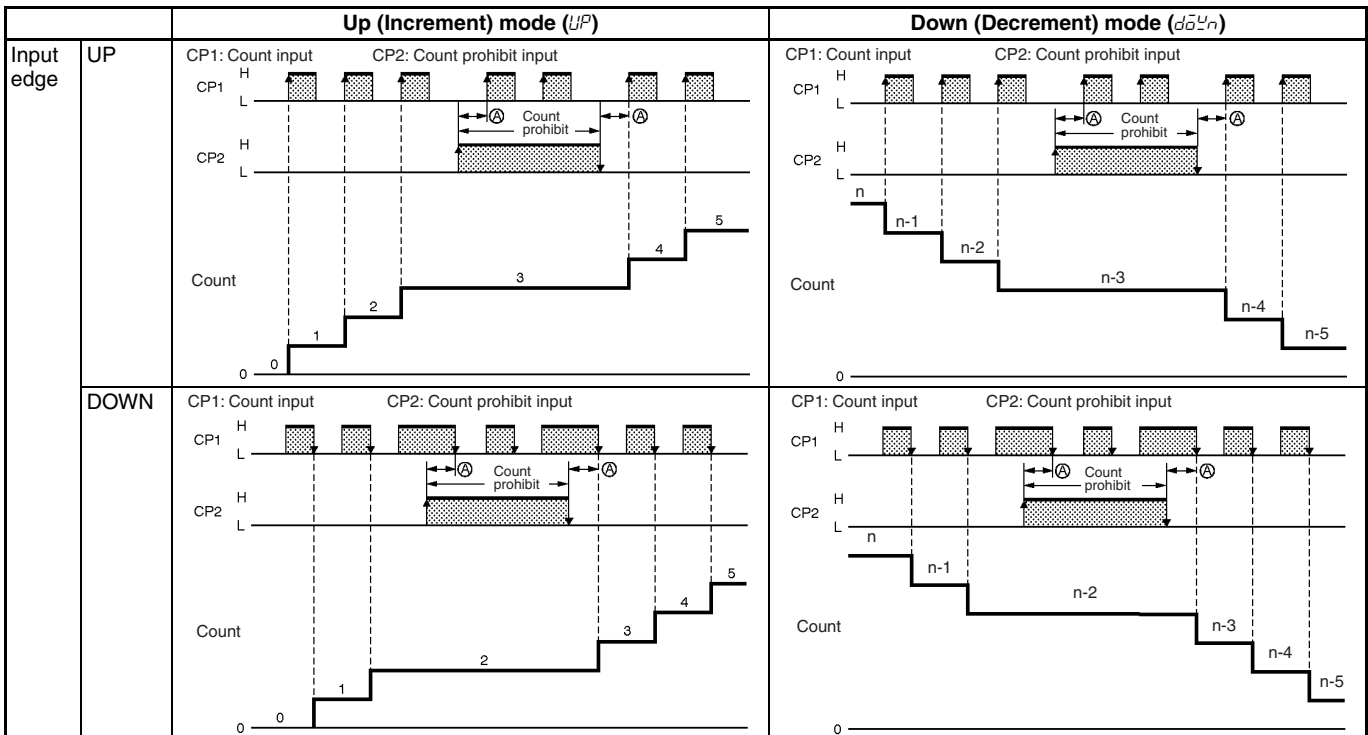 Up (Increment) mode (UP)
Down (Decrement) mode (doYn)
Input edge
UP
CP1: Count input CP2: Count prohibit input
H
CP1
L
A
Count prohibit
A
H
CP2
L
Count
0
0
1
2
3
4
5
CP1: Count input CP2: Count prohibit input
H
CP1
L
A
Count prohibit
A
H
CP2
L
n
n-1
n-2
n-3
n-4
n-5
Count
0
DOWN
CP1: Count input CP2: Count prohibit input
H
CP1
L
A
Count prohibit
A
H
CP2
L
Count
0
0
1
2
3
4
5
CP1: Count input CP2: Count prohibit input
H
CP1
L
A
Count prohibit
A
H
CP2
L
n
n-1
n-2
n-3
n-4
n-5
Count
0